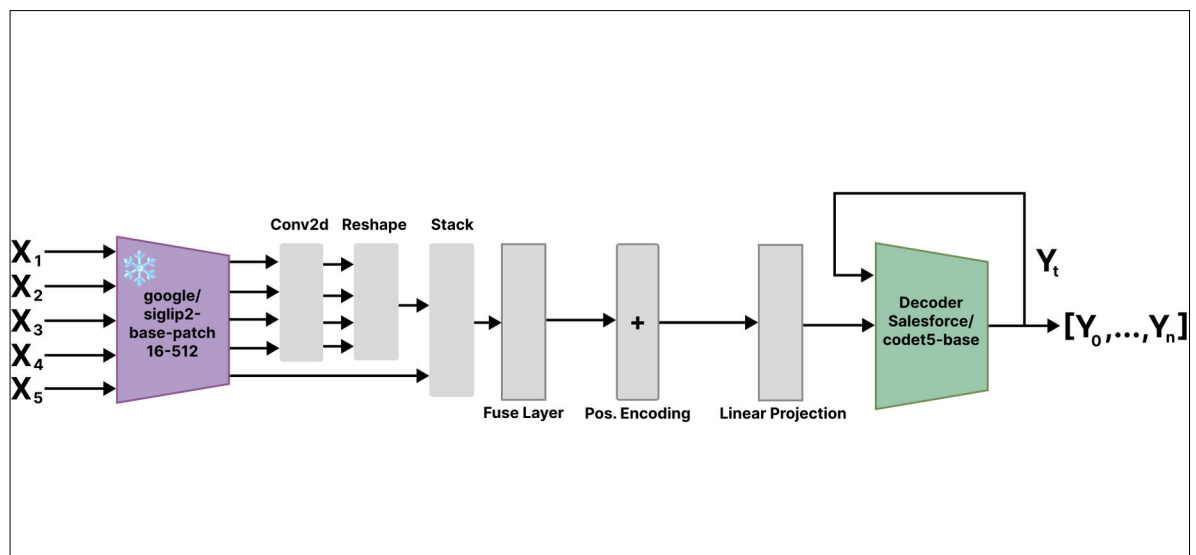 Conv2d Reshape Stack
X₁
X₂
X₃
X₄
X₅
google/
siglip2-
base-patch
16-512
+
Decoder
Salesforce/
codet5-base
Yₜ
[Y₀,...,Yₙ]
Fuse Layer Pos. Encoding Linear Projection